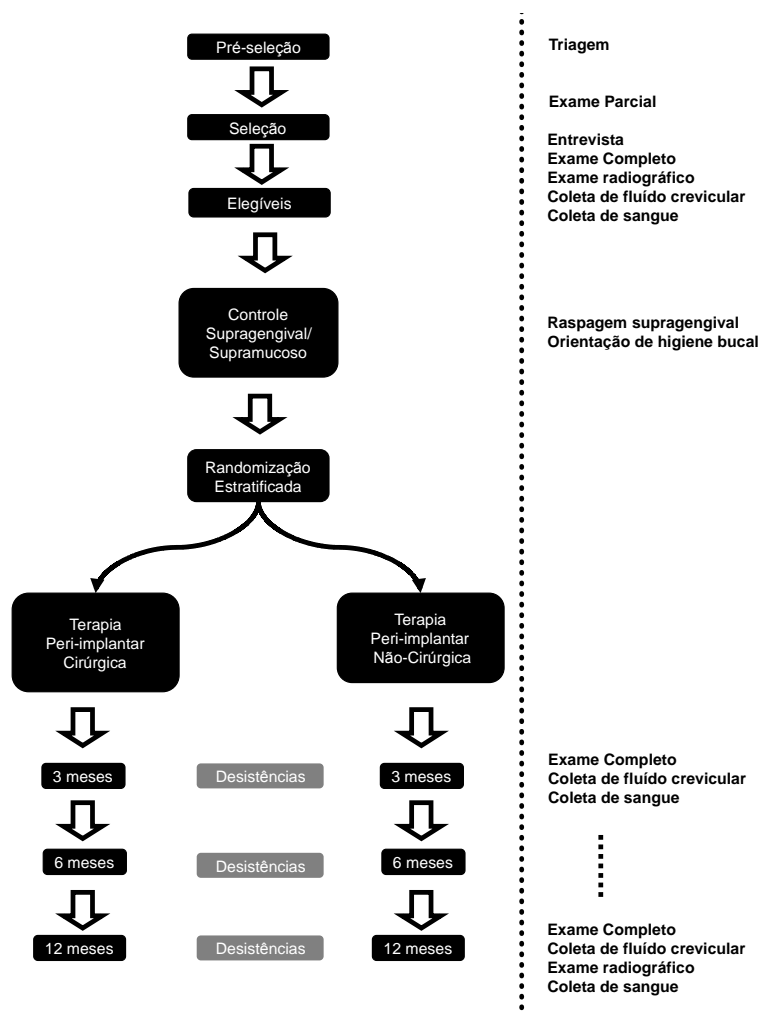 Pré-seleção
Triagem
Exame Parcial
Seleção
Entrevista
Exame Completo
Exame radiográfico
Coleta de fluído crevicular
Coleta de sangue
Elegíveis
Controle
Supragengival/
Supramucoso
Raspagem supragengival
Orientação de higiene bucal
Randomização
Estratificada
Terapia
Peri-implantar
Cirúrgica
Terapia
Peri-implantar
Não-Cirúrgica
3 meses
Desistências
3 meses
Exame Completo
Coleta de fluído crevicular
Coleta de sangue
6 meses
Desistências
6 meses
12 meses
Desistências
12 meses
Exame Completo
Coleta de fluído crevicular
Exame radiográfico
Coleta de sangue